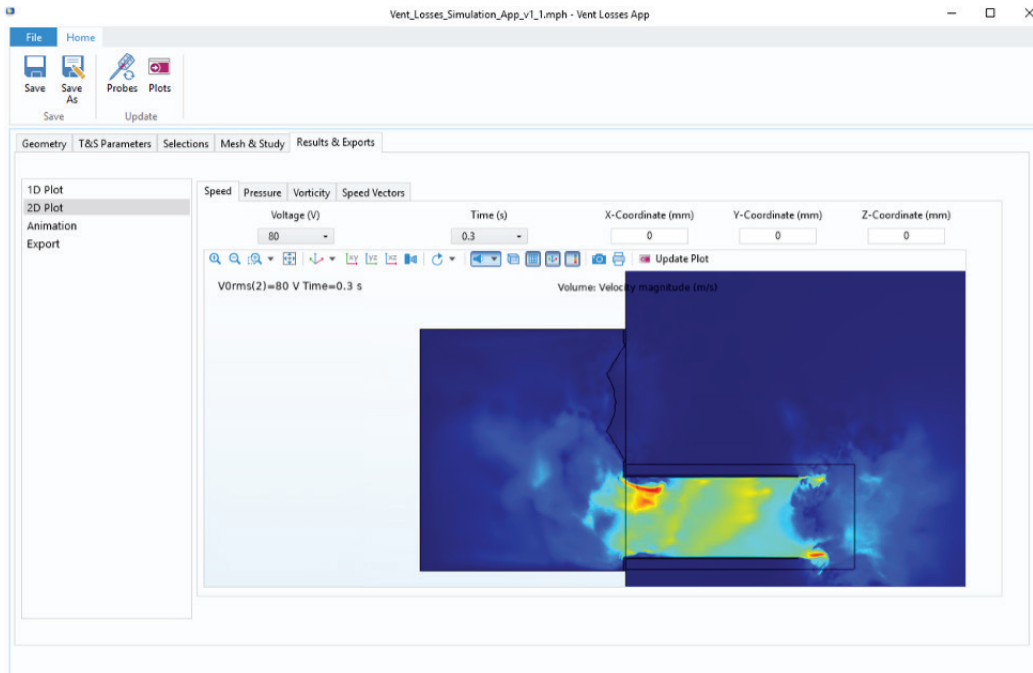 Vent_Losses_Simulation_App_v1_1.mph - Vent Losses App
File Home
Save Save As Probes Plots
Save Update
Geometry T&S Parameters Selections Mesh & Study Results & Exports
1D Plot
2D Plot
Animation
Export
Speed Pressure Vorticity Speed Vectors
Voltage (V) Time (s) X-Coordinate (mm) Y-Coordinate (mm) Z-Coordinate (mm)
80 0.3 0 0 0
xy yz xz Update Plot
V0rms(2)=80 V Time=0.3 s Volume: Velocity magnitude (m/s)